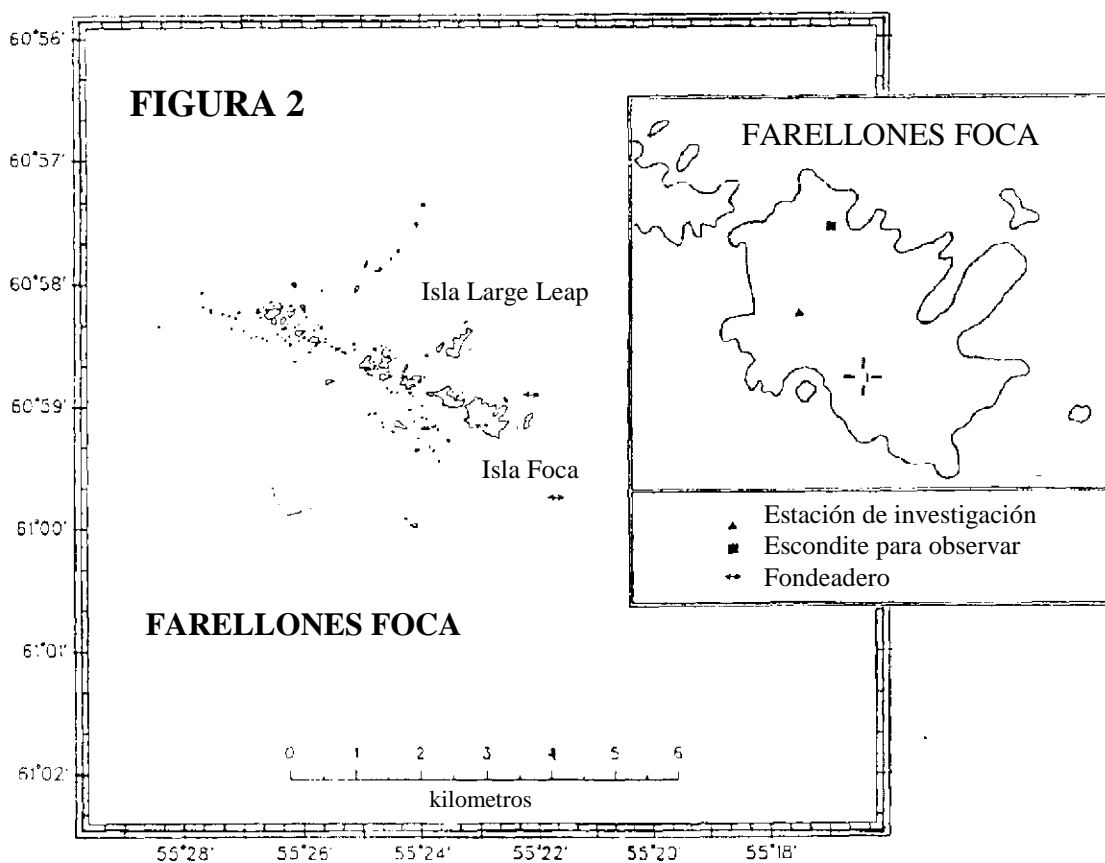 60°56'
FIGURA 2
FARELLONES FOCA
60°57'
60°58'
Isla Large Leap
60°59'
Isla Foca
61°00'
Estación de investigación
Escondite para observar
Fondeadero
FARELLONES FOCA
61°01'
0 1 2 3 4 5 6
61°02'
kilometros
55°28' 55°26' 55°24' 55°22' 55°20' 55°18'